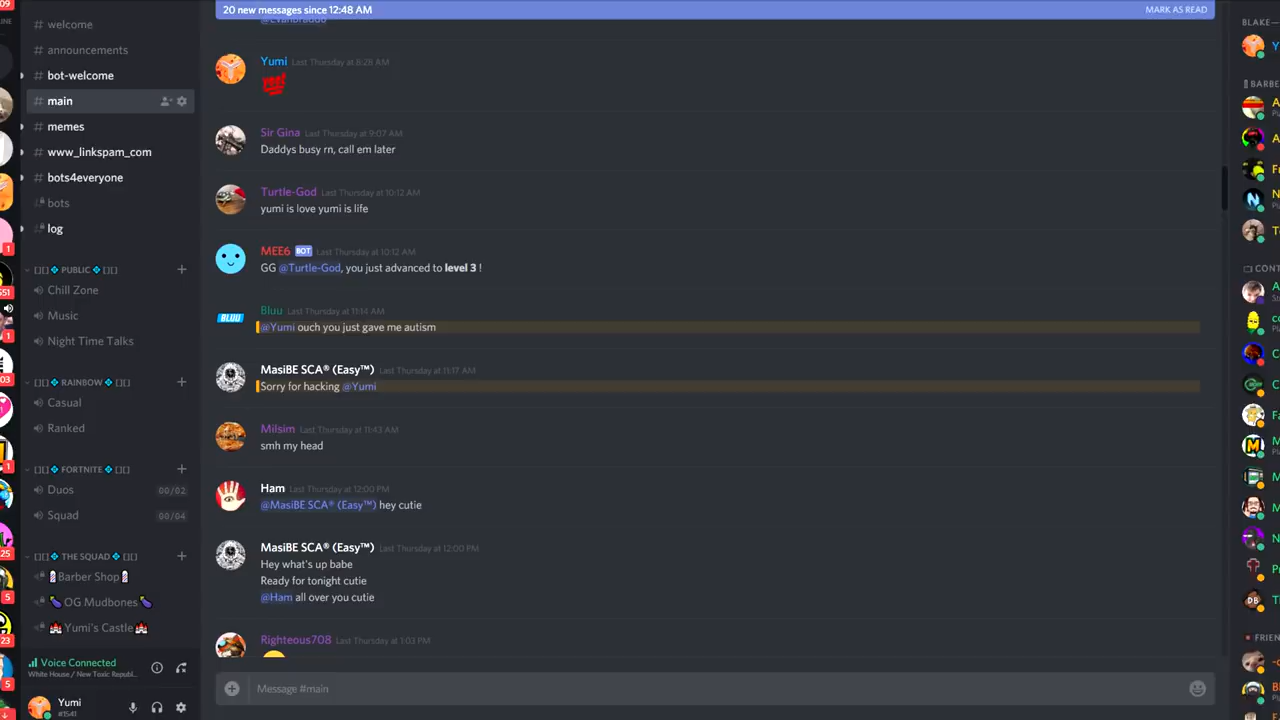 09
20 new messages since 12:48 AM
MARK AS READ
# welcome
# announcements
# bot-welcome
# main
# memes
# www_linkspam_com
# bots4everyone
# bots
# log
PUBLIC
Chill Zone
Music
Night Time Talks
RAINBOW
Casual
Ranked
FORTNITE
Duos 00/02
Squad 00/04
THE SQUAD
Barber Shop
OG Mudbones
Yumi's Castle
Voice Connected
White House / New Toxic Republ...
Yumi
#1541
Yumi Last Thursday at 8:28 AM
Sir Gina Last Thursday at 9:07 AM
Daddys busy rn, call em later
Turtle-God Last Thursday at 10:12 AM
yumi is love yumi is life
MEE6 BOT Last Thursday at 10:12 AM
GG @Turtle-God, you just advanced to level 3 !
BLUU
Bluu Last Thursday at 11:14 AM
@Yumi ouch you just gave me autism
MasiBE SCA® (Easy™) Last Thursday at 11:17 AM
Sorry for hacking @Yumi
Milsim Last Thursday at 11:43 AM
smh my head
Ham Last Thursday at 12:00 PM
@MasiBE SCA® (Easy™) hey cutie
MasiBE SCA® (Easy™) Last Thursday at 12:00 PM
Hey what's up babe
Ready for tonight cutie
@Ham all over you cutie
Righteous708 Last Thursday at 1:03 PM
Message #main
BLAKE—